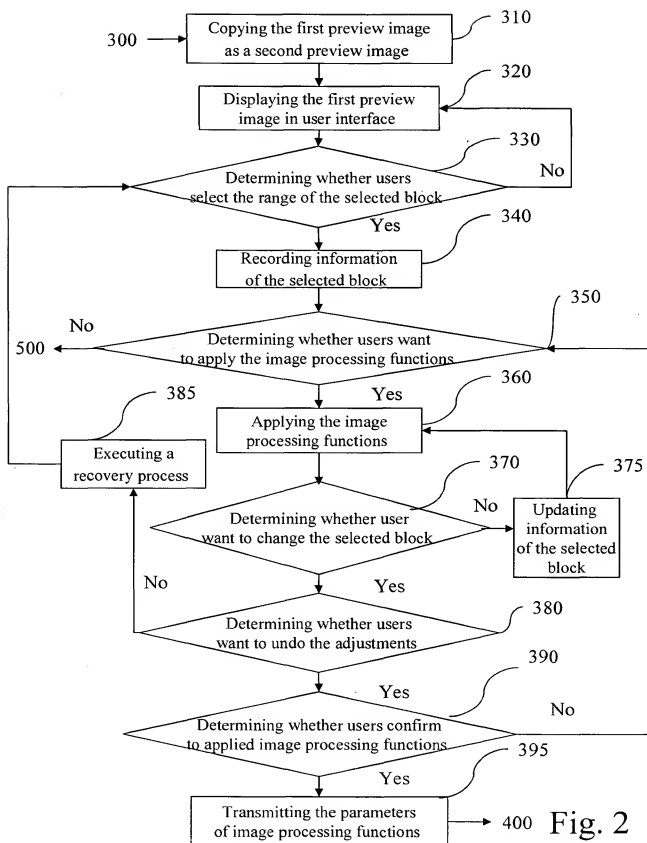 300
Copying the first preview image
as a second preview image
310
320
Displaying the first preview
image in user interface
330
No
Determining whether users
select the range of the selected block
Yes
340
Recording information
of the selected block
350
No
500
Determining whether users want
to apply the image processing functions
Yes
360
385
Applying the image
processing functions
Executing a
recovery process
370
375
No
Determining whether user
want to change the selected block
Updating
information
of the selected
block
No
Yes
380
Determining whether users
want to undo the adjustments
390
Yes
No
Determining whether users confirm
to applied image processing functions
395
Yes
Transmitting the parameters
of image processing functions
400
Fig. 2